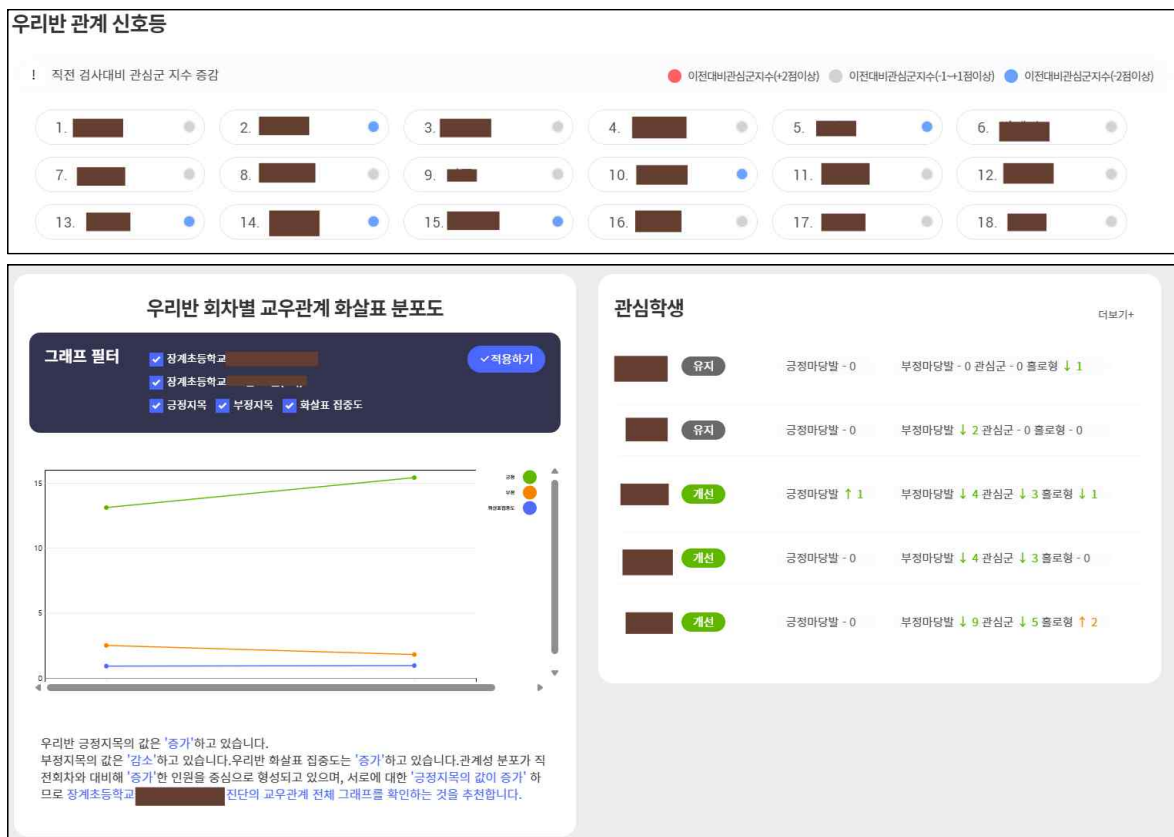 우리반 관계 신호등
! 직전 검사대비 관심군 지수 증감
이전대비관심군지수(+2점이상) 이전대비관심군지수(-1~+1점이상) 이전대비관심군지수(-2점이상)
1. 2. 3. 4. 5. 6.
7. 8. 9. 10. 11. 12.
13. 14. 15. 16. 17. 18.
우리반 회차별 교우관계 화살표 분포도
그래프 필터
장계초등학교
✓적용하기
장계초등학교
긍정지목 부정지목 화살표 집중도
15
10
5
0
우리반 긍정지목의 값은 '증가'하고 있습니다.
부정지목의 값은 '감소'하고 있습니다.우리반 화살표 집중도는 '증가'하고 있습니다.관계성 분포가 직
전회차와 대비해 '증가'한 인원을 중심으로 형성되고 있으며, 서로에 대한 '긍정지목의 값이 증가' 하
므로 장계초등학교 진단의 교우관계 전체 그래프를 확인하는 것을 추천합니다.
관심학생
더보기+
유지 긍정마당발 - 0 부정마당발 - 0 관심군 - 0 홀로형 ↓ 1
유지 긍정마당발 - 0 부정마당발 ↓ 2 관심군 - 0 홀로형 - 0
개선 긍정마당발 ↑ 1 부정마당발 ↓ 4 관심군 ↓ 3 홀로형 ↓ 1
개선 긍정마당발 - 0 부정마당발 ↓ 4 관심군 ↓ 3 홀로형 - 0
개선 긍정마당발 - 0 부정마당발 ↓ 9 관심군 ↓ 5 홀로형 ↑ 2